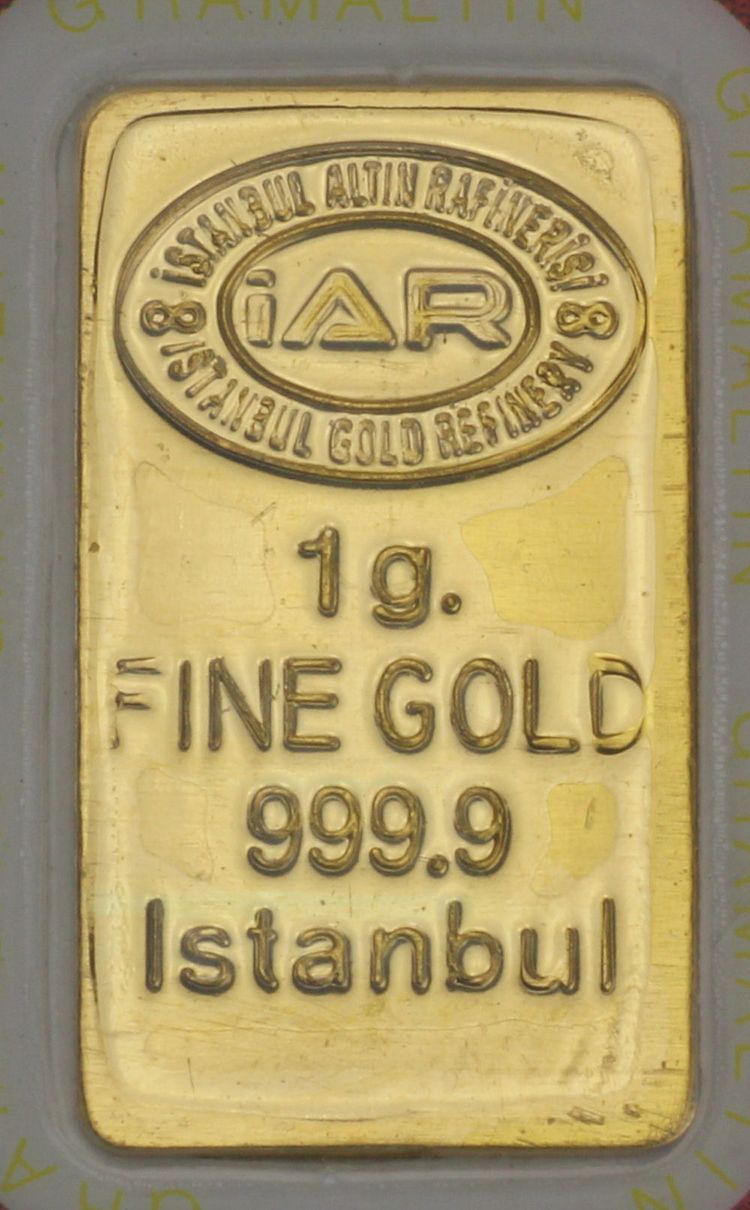 GRAMALTIN
İSTANBUL ALTIN RAFİNERİSİ
8 8
iAR
ISTANBUL GOLD REFINERY
1g.
FINE GOLD
999.9
Istanbul